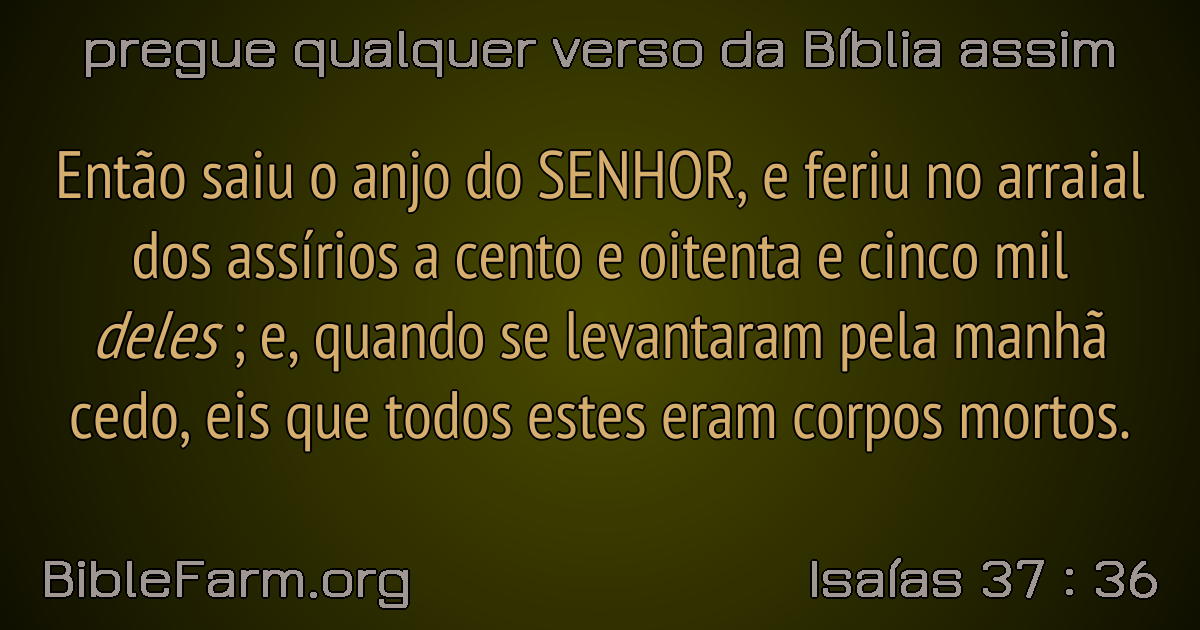 pregue qualquer verso da Bíblia assim
Então saiu o anjo do SENHOR, e feriu no arraial
dos assírios a cento e oitenta e cinco mil
deles ; e, quando se levantaram pela manhã
cedo, eis que todos estes eram corpos mortos.
BibleFarm.org
Isaías 37 : 36